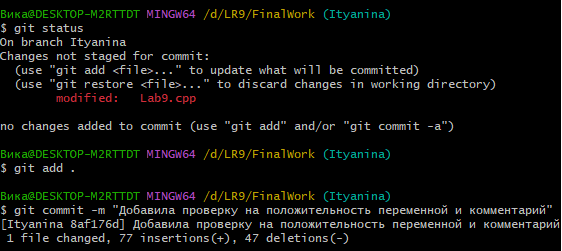 Вика@DESKTOP-M2RTTDT MINGW64 /d/LR9/FinalWork (Ityanina)
$ git status
On branch Ityanina
Changes not staged for commit:
  (use "git add <file>..." to update what will be committed)
  (use "git restore <file>..." to discard changes in working directory)
        modified:   Lab9.cpp

no changes added to commit (use "git add" and/or "git commit -a")

Вика@DESKTOP-M2RTTDT MINGW64 /d/LR9/FinalWork (Ityanina)
$ git add .

Вика@DESKTOP-M2RTTDT MINGW64 /d/LR9/FinalWork (Ityanina)
$ git commit -m "Добавила проверку на положительность переменной и комментарий"
[Ityanina 8af176d] Добавила проверку на положительность переменной и комментарий
 1 file changed, 77 insertions(+), 47 deletions(-)